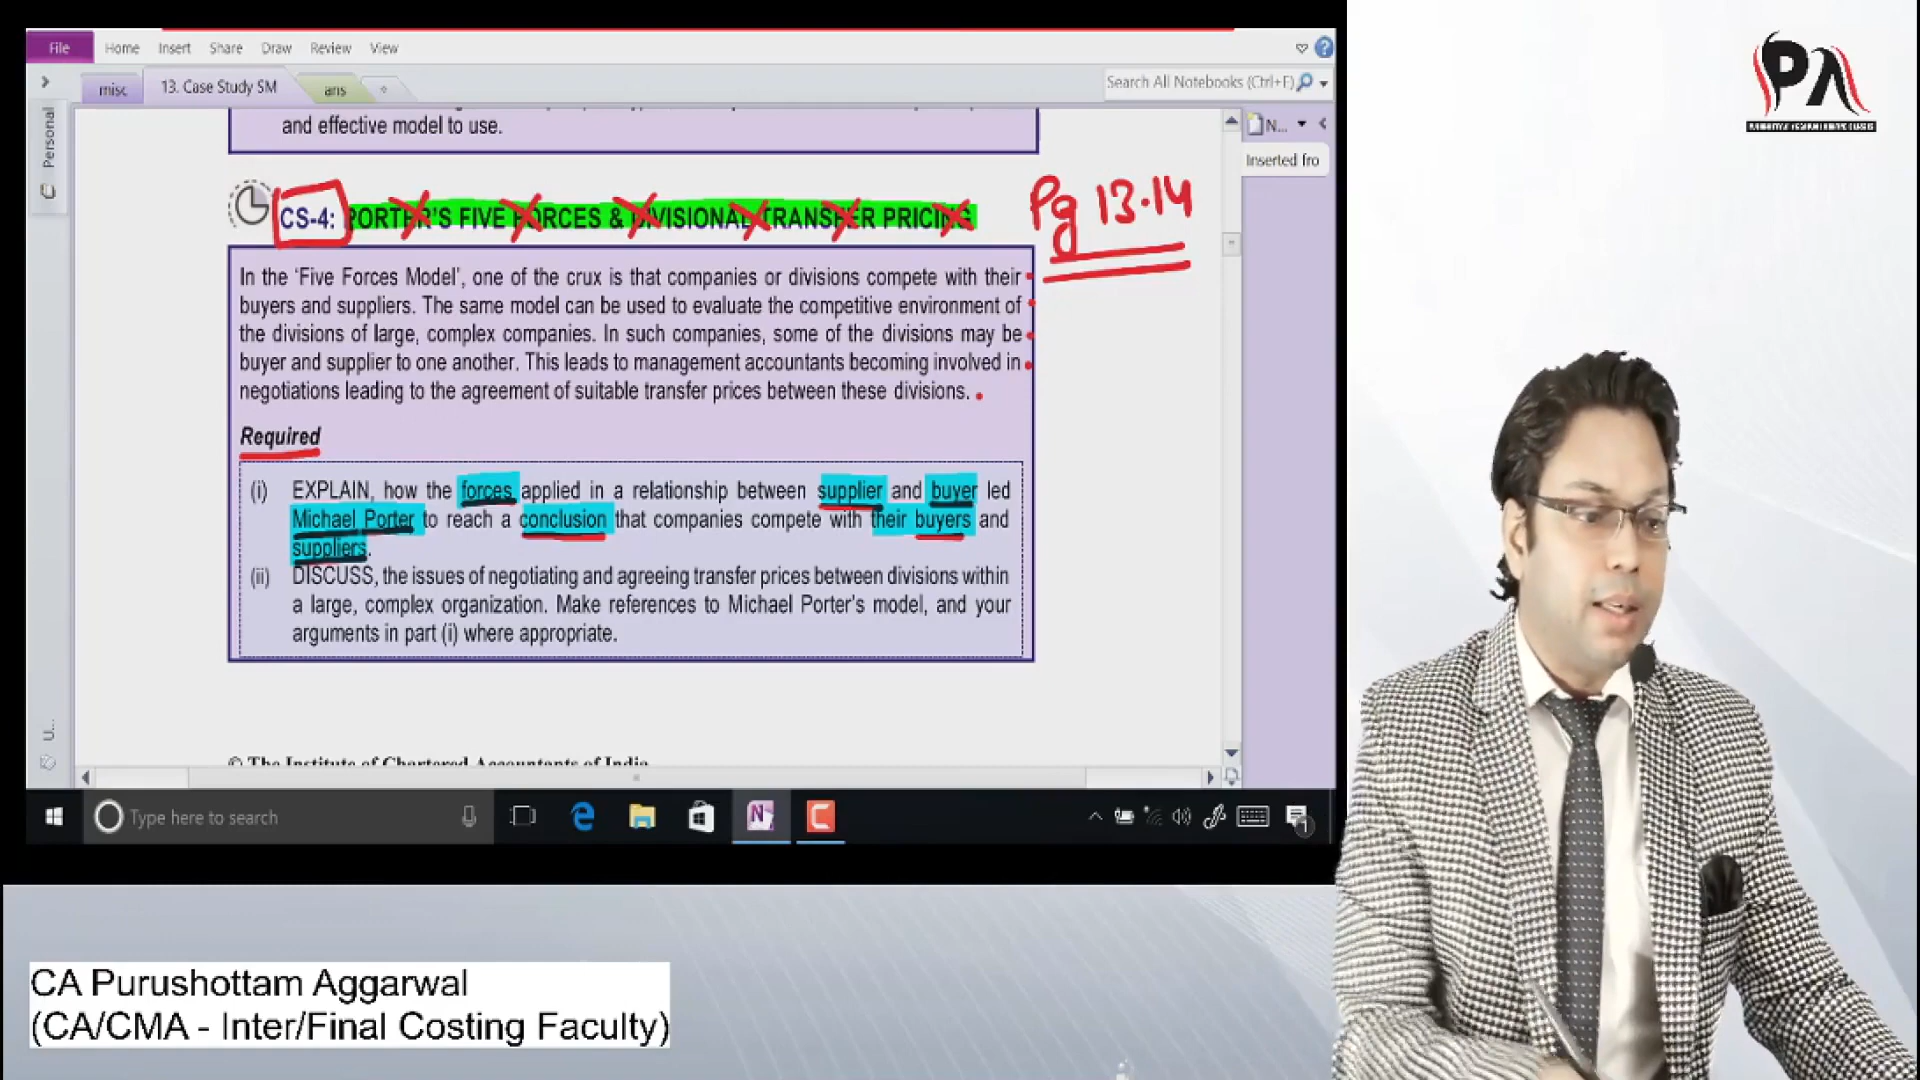 File Home Insert Share Draw Review View
misc 13. Case Study SM ans
Search All Notebooks (Ctrl+E)
Personal
N...
Inserted fro
and effective model to use.
CS-4: PORTER'S FIVE FORCES & DIVISIONAL TRANSFER PRICING
Pg 13.14
In the ‘Five Forces Model’, one of the crux is that companies or divisions compete with their
buyers and suppliers. The same model can be used to evaluate the competitive environment of
the divisions of large, complex companies. In such companies, some of the divisions may be
buyer and supplier to one another. This leads to management accountants becoming involved in
negotiations leading to the agreement of suitable transfer prices between these divisions.
Required
(i) EXPLAIN, how the forces applied in a relationship between supplier and buyer led
Michael Porter to reach a conclusion that companies compete with their buyers and
suppliers.
(ii) DISCUSS, the issues of negotiating and agreeing transfer prices between divisions within
a large, complex organization. Make references to Michael Porter's model, and your
arguments in part (i) where appropriate.
U...
© The Institute of Chartered Accountants of India
Type here to search
1
PA
CA Purushottam Aggarwal
(CA/CMA - Inter/Final Costing Faculty)